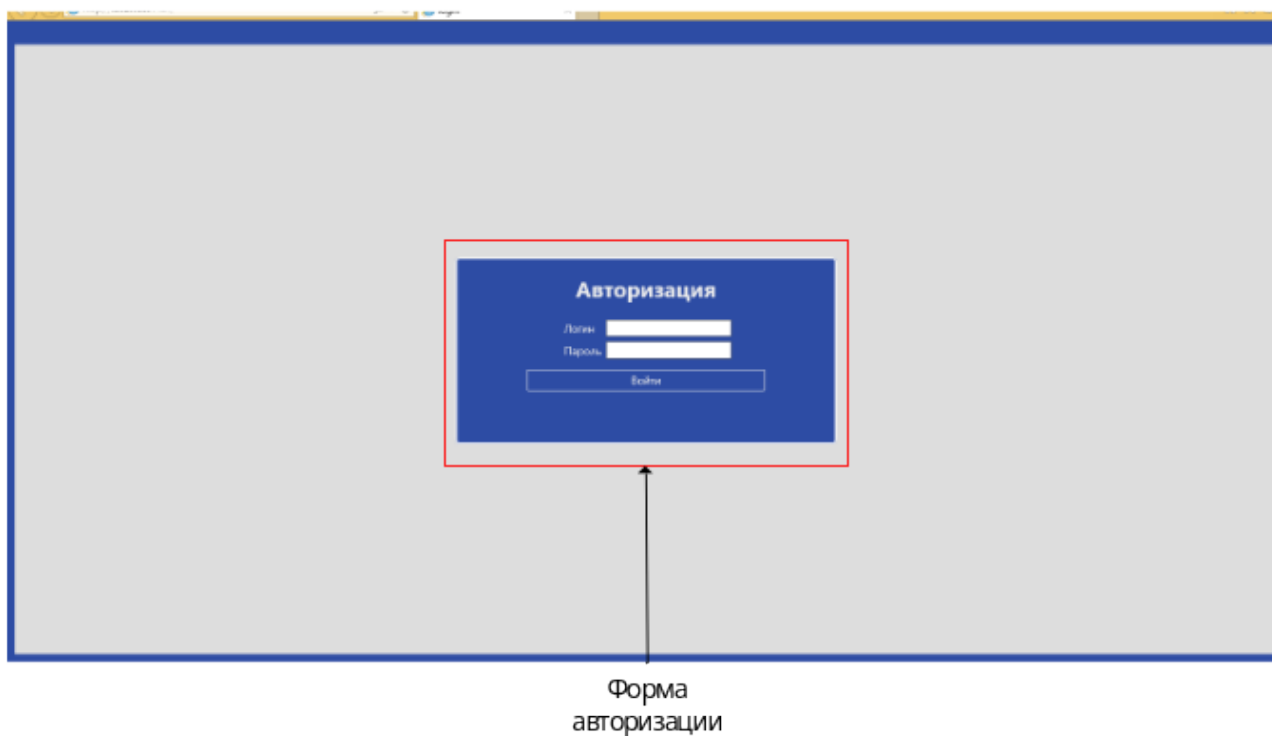 Авторизация
Логин
Пароль
Войти
Форма
авторизации